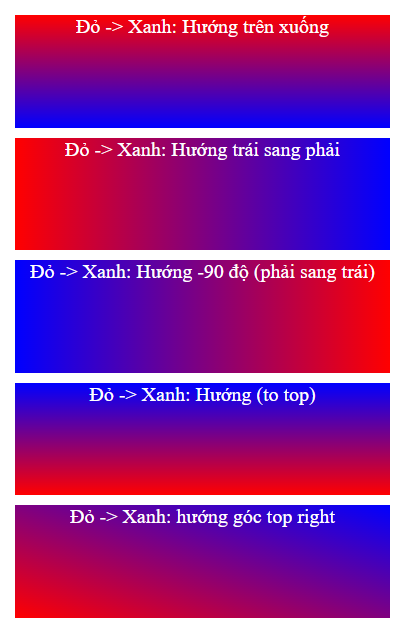 Đỏ -> Xanh: Hướng trên xuống
Đỏ -> Xanh: Hướng trái sang phải
Đỏ -> Xanh: Hướng -90 độ (phải sang trái)
Đỏ -> Xanh: Hướng (to top)
Đỏ -> Xanh: hướng góc top right